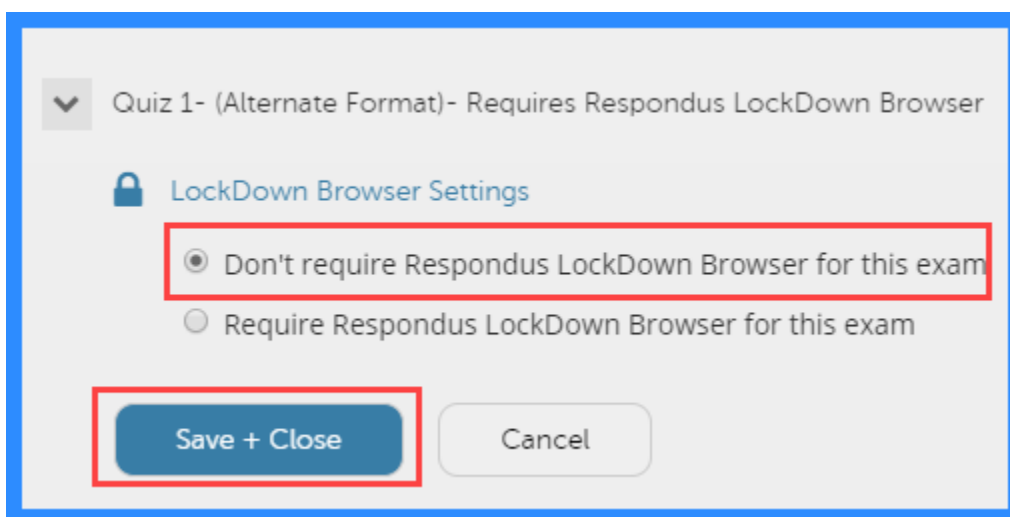 Quiz 1- (Alternate Format)- Requires Respondus LockDown Browser
LockDown Browser Settings
Don't require Respondus LockDown Browser for this exam
Require Respondus LockDown Browser for this exam
Save + Close Cancel